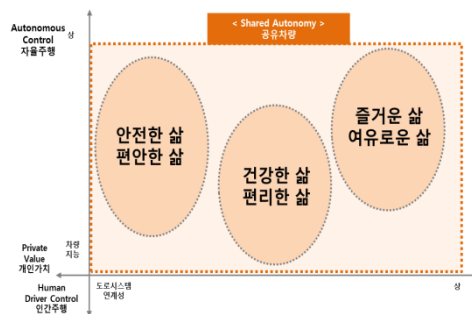 < Shared Autonomy >
공유차량
Autonomous
Control
자율주행
상
안전한 삶
편안한 삶
건강한 삶
편리한 삶
즐거운 삶
여유로운 삶
Private
Value
개인가치
차량
지능
Human
Driver Control
인간주행
도로시스템
연계성
상